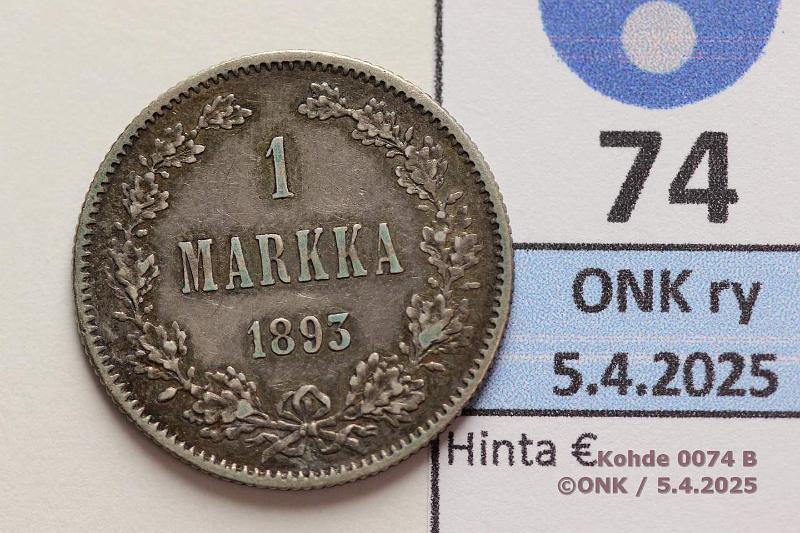 1
MARKKA
1893
74
ONK ry
5.4.2025
Hinta €
Kohde 0074 B
©ONK / 5.4.2025